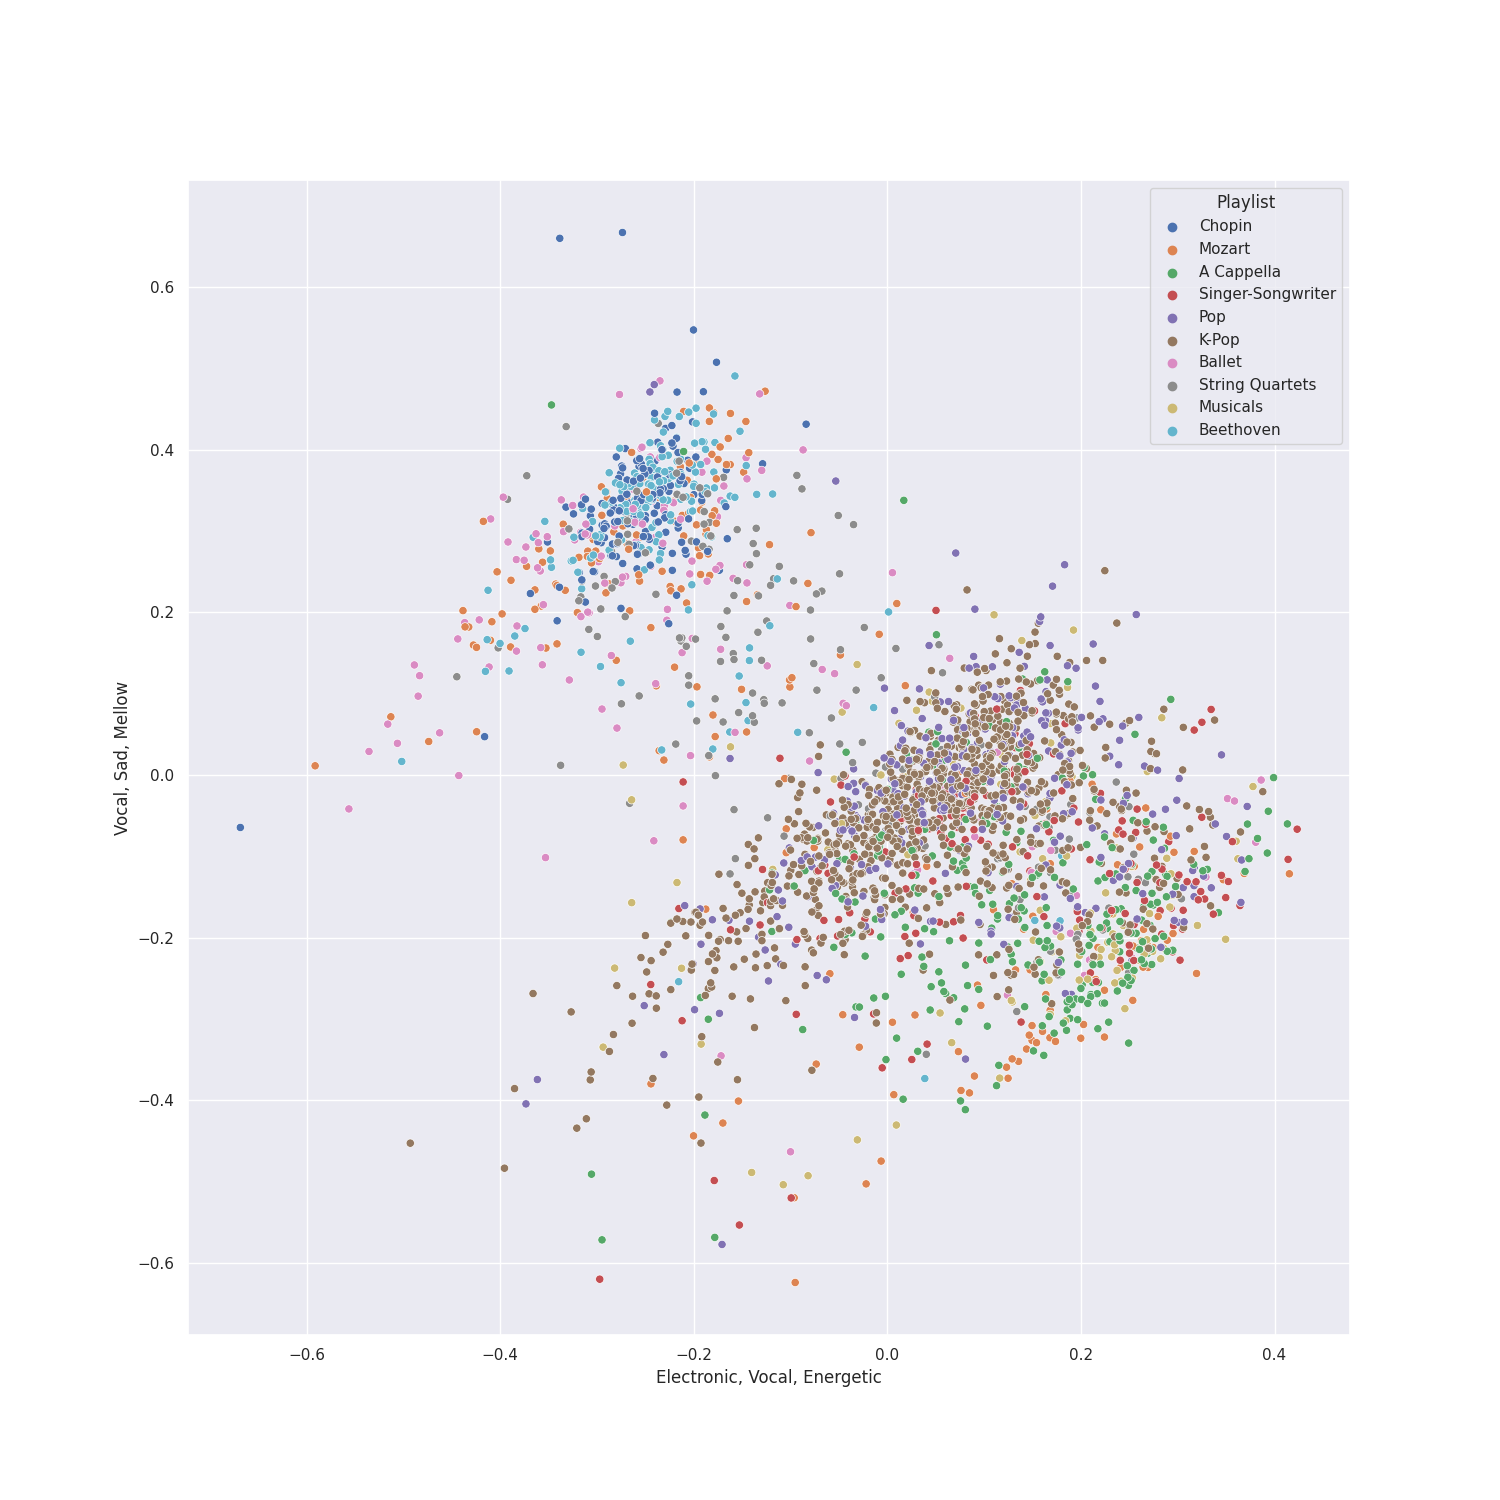 Playlist
Chopin
Mozart
A Cappella
Singer-Songwriter
Pop
K-Pop
Ballet
String Quartets
Musicals
Beethoven
0.6
0.4
0.2
0.0
−0.2
−0.4
−0.6
Vocal, Sad, Mellow
−0.6 −0.4 −0.2 0.0 0.2 0.4
Electronic, Vocal, Energetic